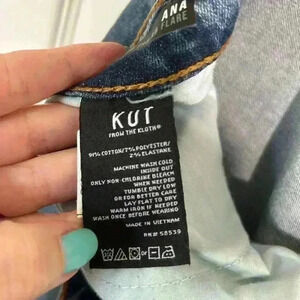 ANA
FLARE
KUT
FROM THE KLOTH®
91% COTTON/7% POLYESTER/
2% ELASTANE
MACHINE WASH COLD
INSIDE OUT
ONLY NON-CHLORINE BLEACH
WHEN NEEDED
TUMBLE DRY LOW
OR FOR BETTER CARE
LAY FLAT TO DRY
WARM IRON IF NEEDED
WASH ONCE BEFORE WEARING
MADE IN VIETNAM
RN# 58539